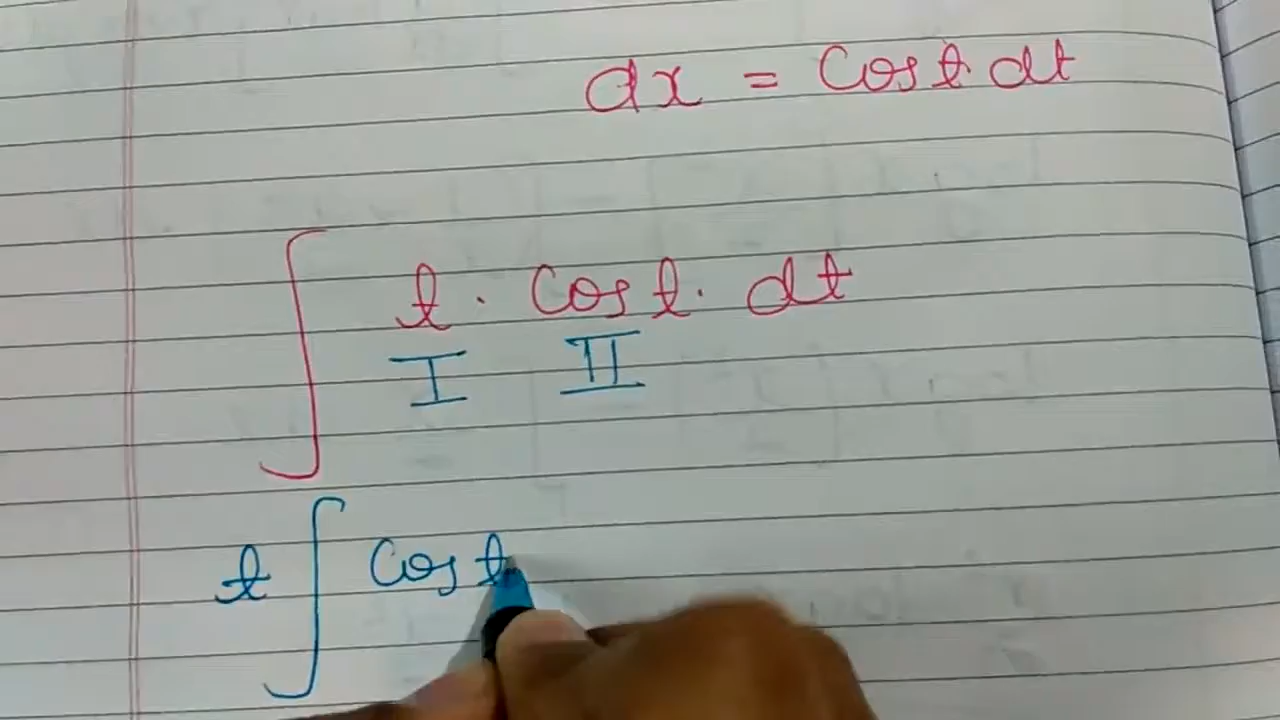 dx = Cos t. dt
∫ t . Cos t. dt
I II
t ∫ Cos t